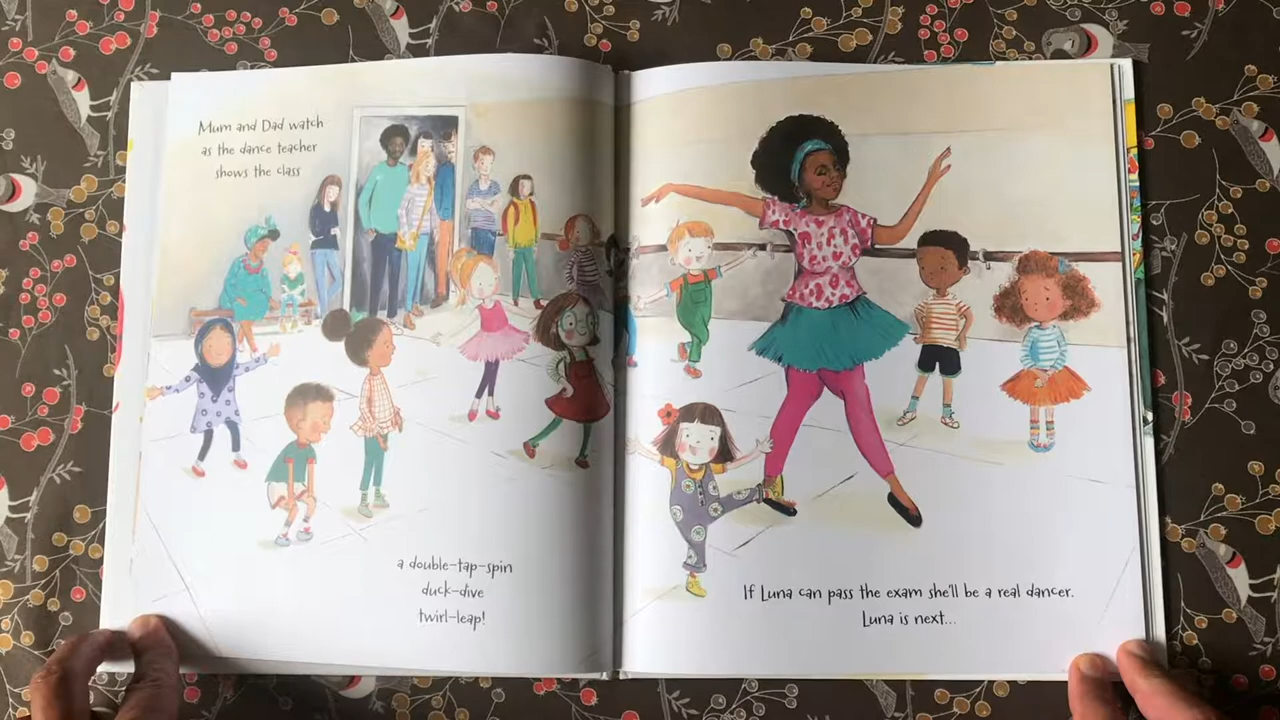 Mum and Dad watch
as the dance teacher
shows the class
a double-tap-spin
duck-dive
twirl-leap!
If Luna can pass the exam she'll be a real dancer.
Luna is next...